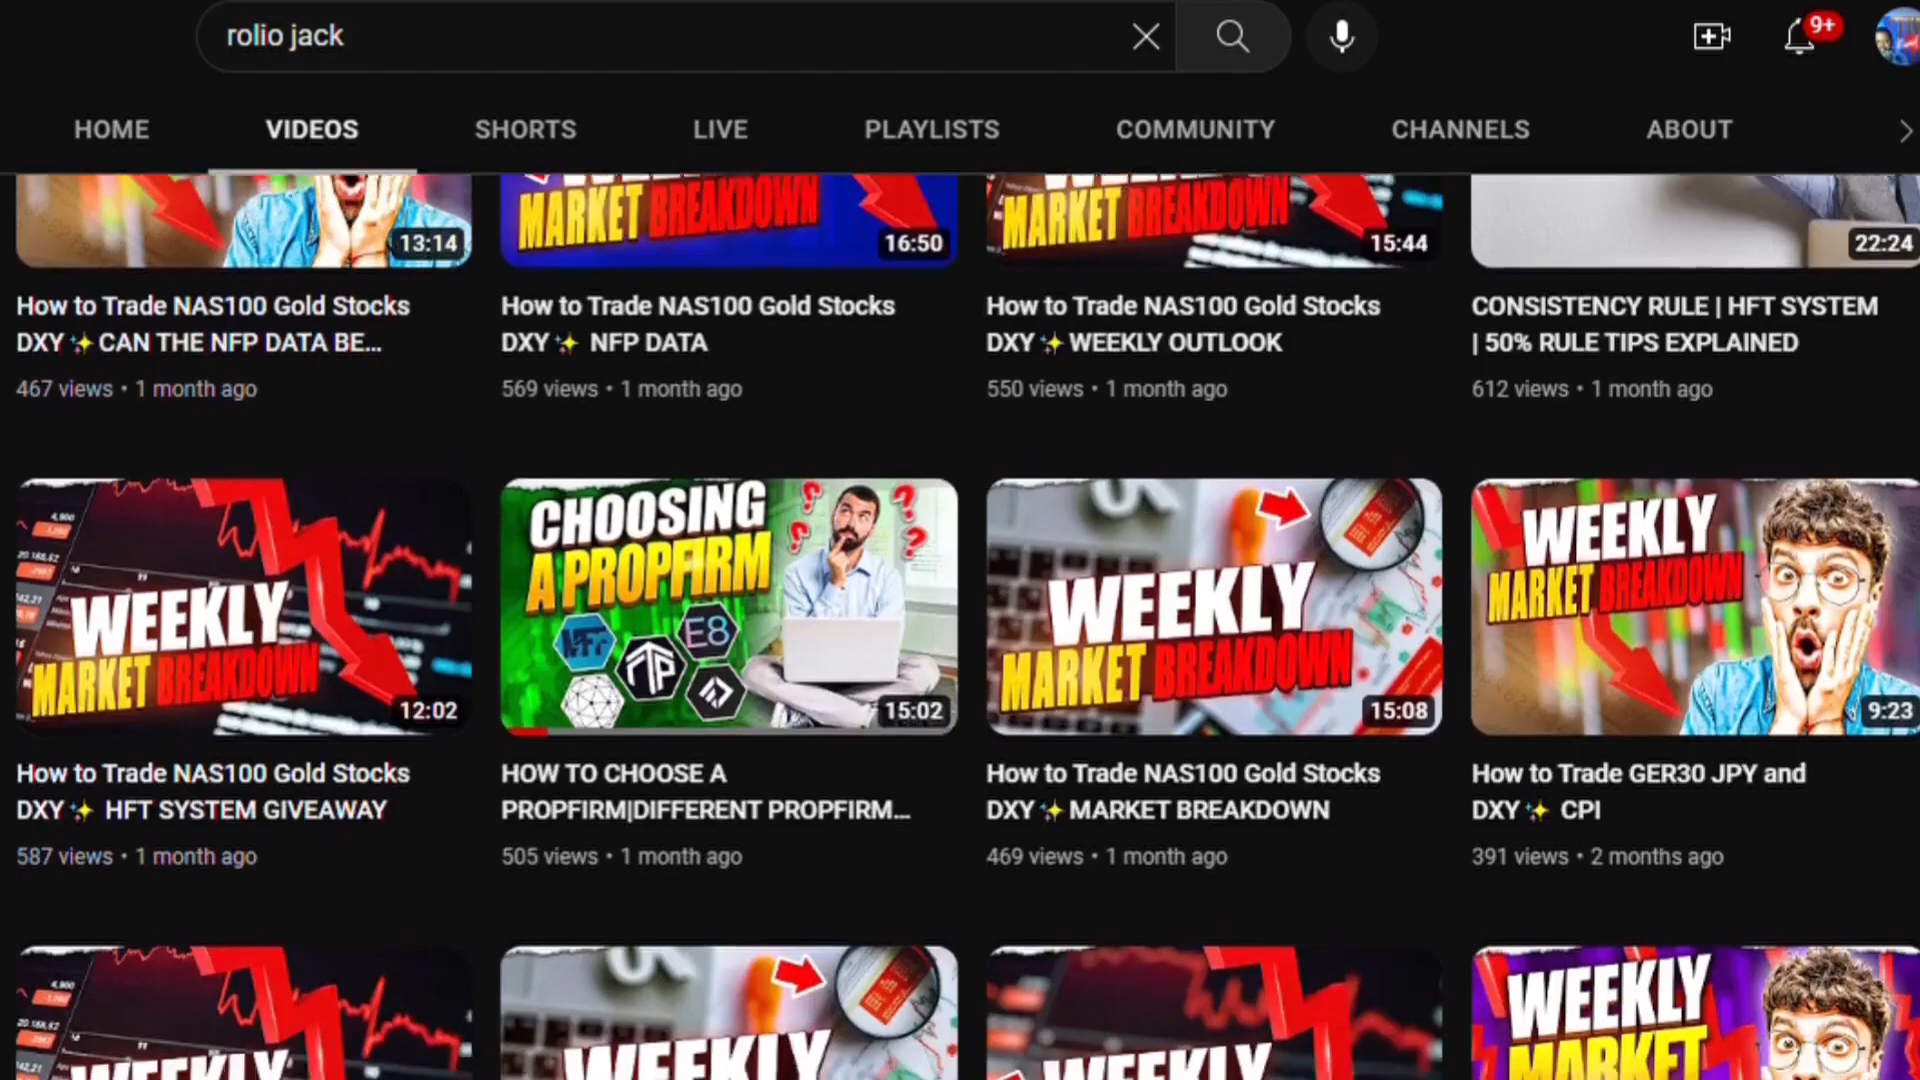 rolio jack
9+
HOME VIDEOS SHORTS LIVE PLAYLISTS COMMUNITY CHANNELS ABOUT
MARKET BREAKDOWN
13:14
MARKET BREAKDOWN
16:50
MARKET BREAKDOWN
15:44
22:24
How to Trade NAS100 Gold Stocks
DXY✨CAN THE NFP DATA BE...
467 views • 1 month ago
How to Trade NAS100 Gold Stocks
DXY✨ NFP DATA
569 views • 1 month ago
How to Trade NAS100 Gold Stocks
DXY✨WEEKLY OUTLOOK
550 views • 1 month ago
CONSISTENCY RULE | HFT SYSTEM
| 50% RULE TIPS EXPLAINED
612 views • 1 month ago
WEEKLY
MARKET BREAKDOWN
12:02
CHOOSING
A PROPFIRM
MFF
E8
15:02
WEEKLY
MARKET BREAKDOWN
15:08
WEEKLY
MARKET BREAKDOWN
9:23
How to Trade NAS100 Gold Stocks
DXY✨ HFT SYSTEM GIVEAWAY
587 views • 1 month ago
HOW TO CHOOSE A
PROPFIRM|DIFFERENT PROPFIRM...
505 views • 1 month ago
How to Trade NAS100 Gold Stocks
DXY✨MARKET BREAKDOWN
469 views • 1 month ago
How to Trade GER30 JPY and
DXY✨ CPI
391 views • 2 months ago
WEEKLY
WEEKLY
WEEKLY
WEEKLY
MARKET